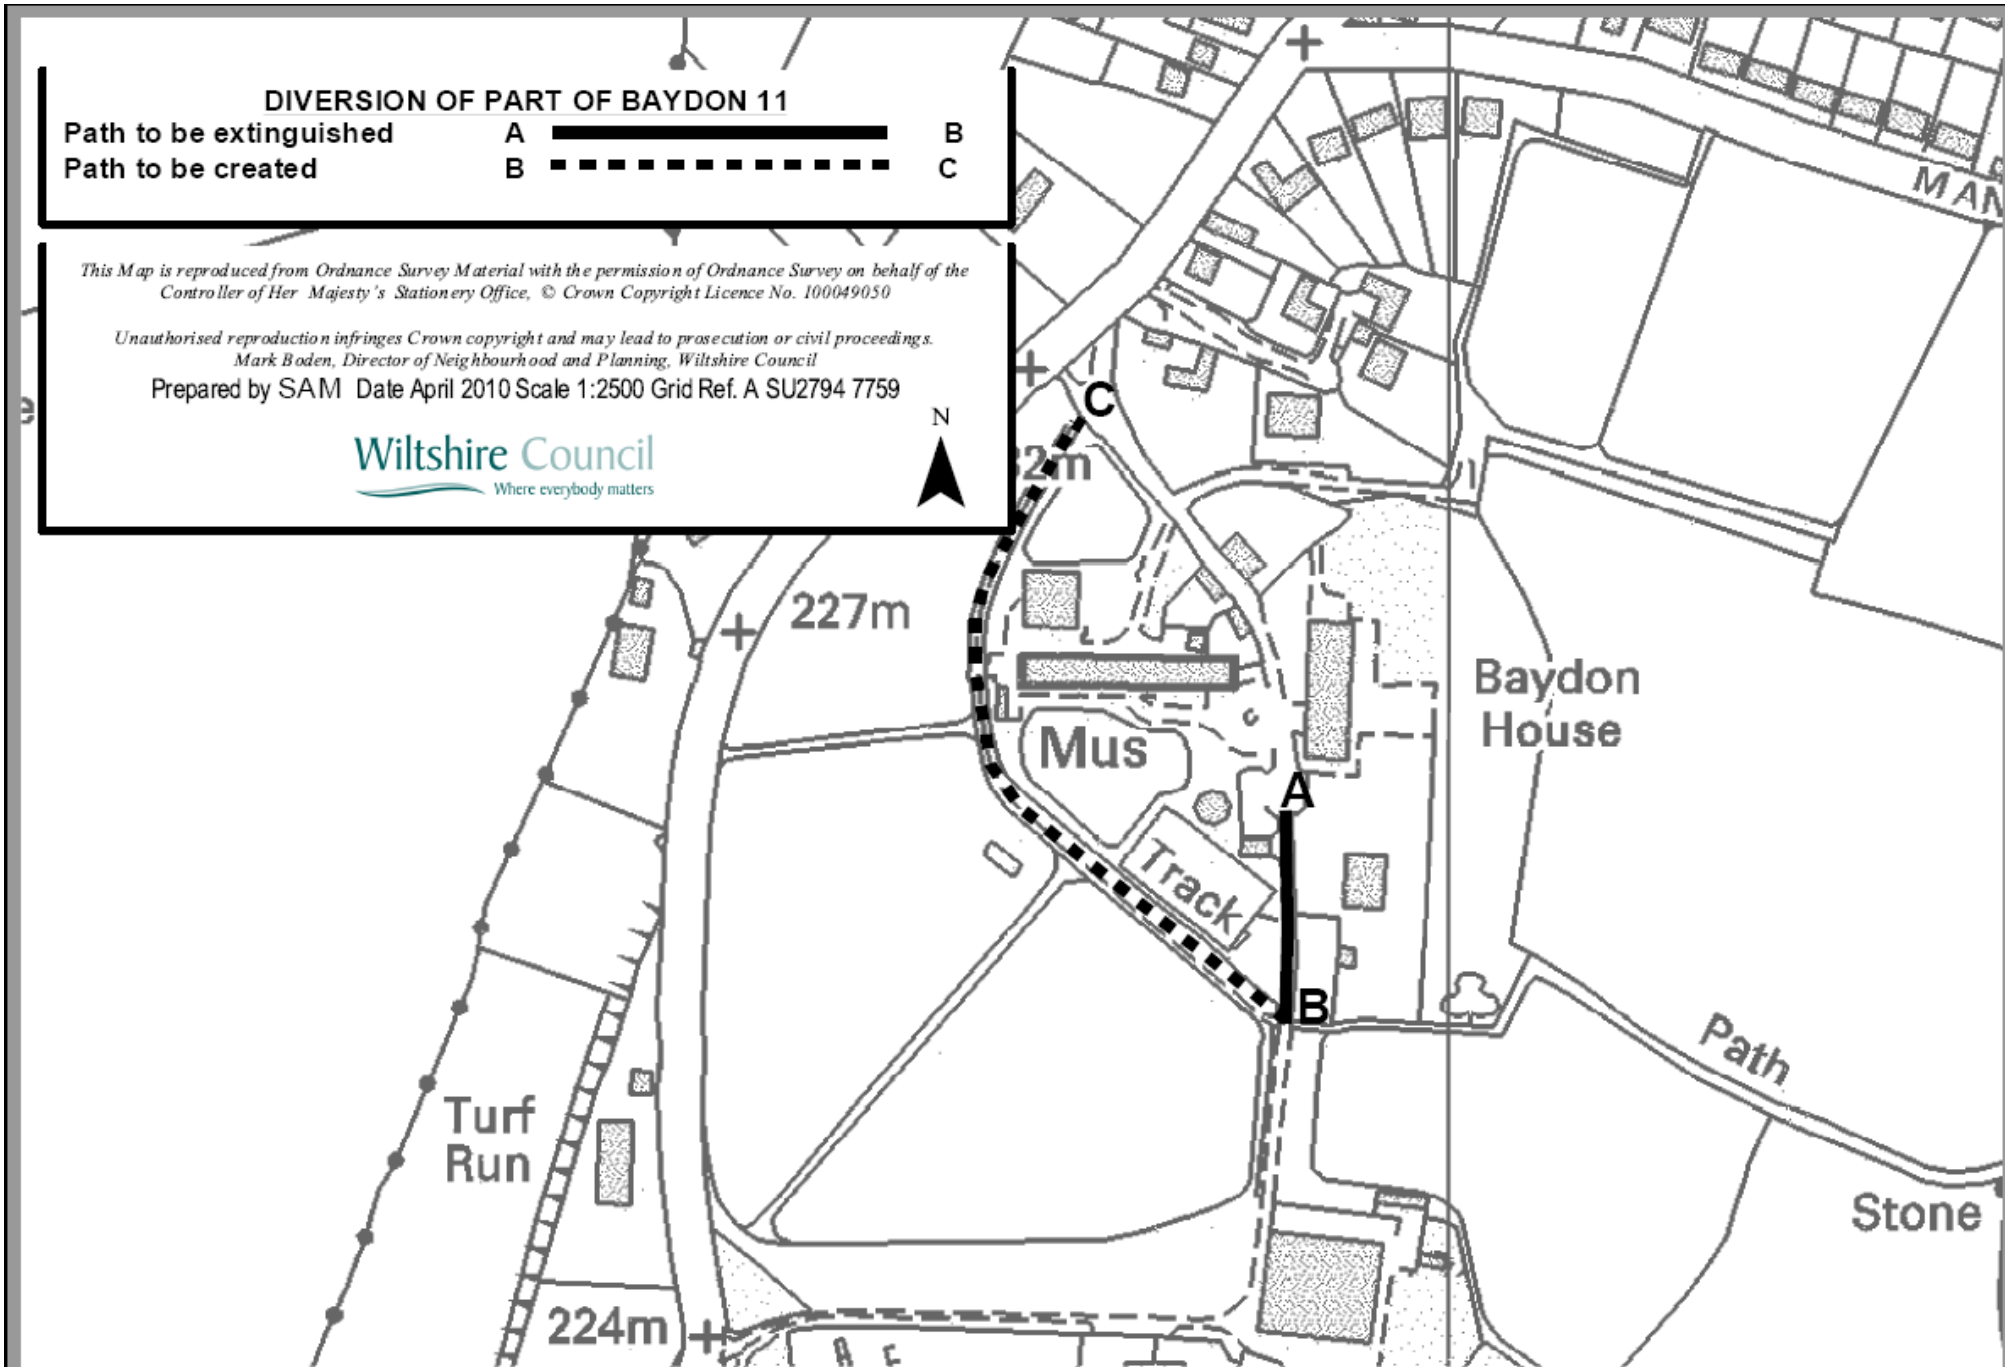 DIVERSION OF PART OF BAYDON 11
Path to be extinguished A B
Path to be created B C
This Map is reproduced from Ordnance Survey Material with the permission of Ordnance Survey on behalf of the
Controller of Her Majesty's Stationery Office, © Crown Copyright Licence No. 100049050
Unauthorised reproduction infringes Crown copyright and may lead to prosecution or civil proceedings.
Mark Boden, Director of Neighbourhood and Planning, Wiltshire Council
Prepared by SAM Date April 2010 Scale 1:2500 Grid Ref. A SU2794 7759
N
Wiltshire Council
Where everybody matters
MAN
C
227m
Baydon
House
Mus
A
Track
B
Path
Turf
Run
Stone
224m